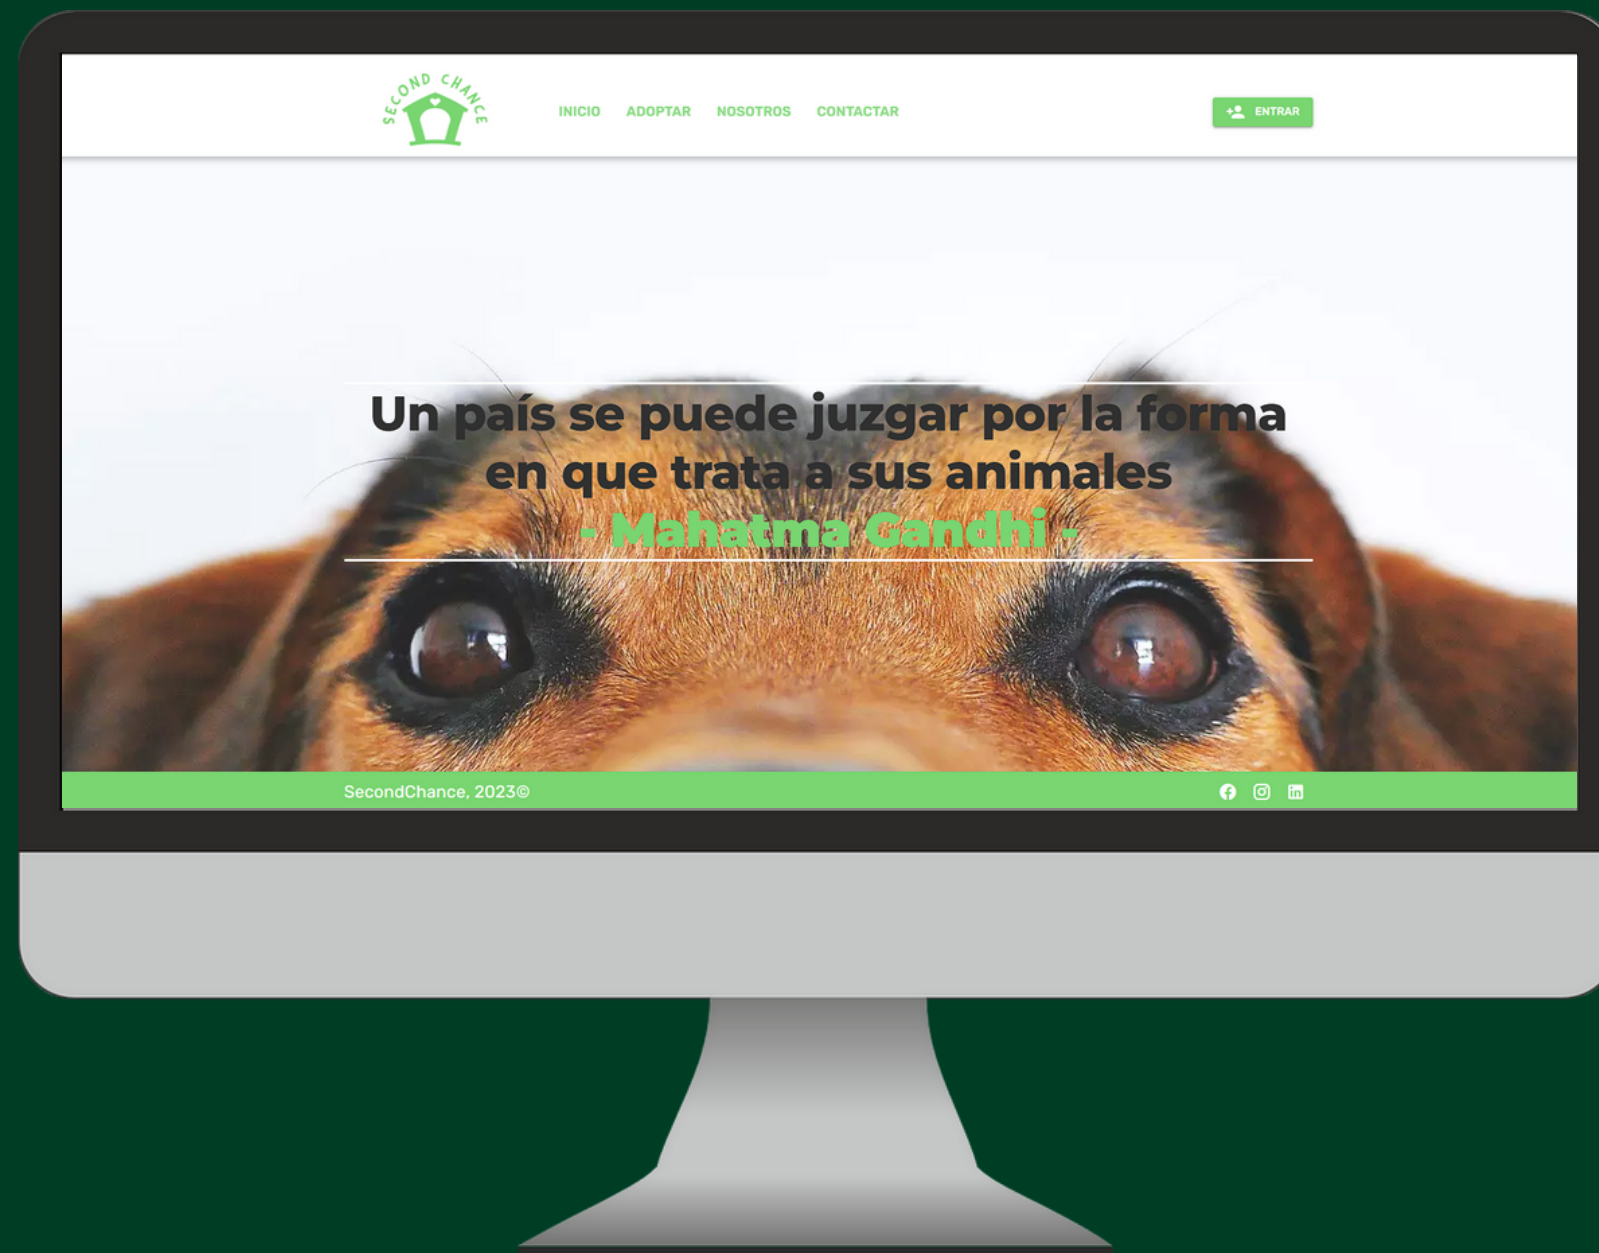 SECOND CHANCE
INICIO ADOPTAR NOSOTROS CONTACTAR
ENTRAR
Un país se puede juzgar por la forma
en que trata a sus animales
- Mahatma Gandhi -
SecondChance, 2023©